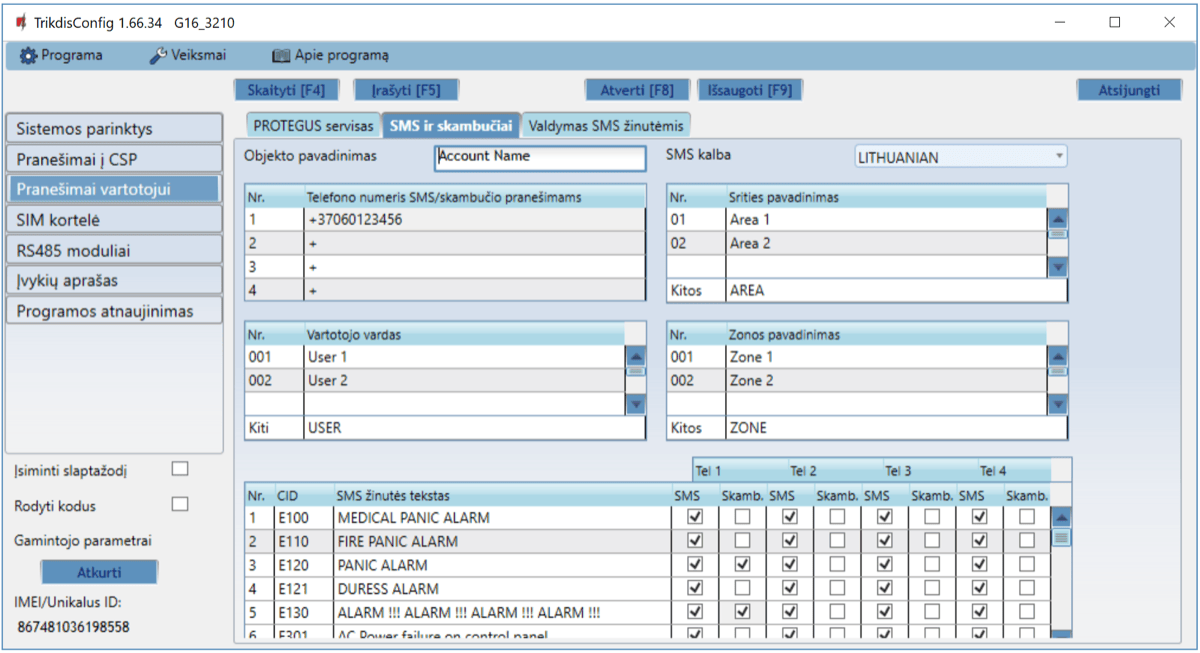 TrikdisConfig 1.66.34 G16_3210
Programa Veiksmai Apie programą
Skaityti [F4] Įrašyti [F5] Atverti [F8] Išsaugoti [F9] Atsijungti
Sistemos parinktys
Pranešimai į CSP
Pranešimai vartotojui
SIM kortelė
RS485 moduliai
Įvykių aprašas
Programos atnaujinimas
Įsiminti slaptažodį
Rodyti kodus
Gamintojo parametrai
Atkurti
IMEI/Unikalus ID:
867481036198558
PROTEGUS servisas SMS ir skambučiai Valdymas SMS žinutėmis
Objekto pavadinimas Account Name SMS kalba LITHUANIAN
Nr. Telefono numeris SMS/skambučio pranešimams
1 +37060123456
2 +
3 +
4 +
Nr. Srities pavadinimas
01 Area 1
02 Area 2
Kitos AREA
Nr. Vartotojo vardas
001 User 1
002 User 2
Kiti USER
Nr. Zonos pavadinimas
001 Zone 1
002 Zone 2
Kitos ZONE
Tel 1 Tel 2 Tel 3 Tel 4
Nr. CID SMS žinutės tekstas SMS Skamb. SMS Skamb. SMS Skamb. SMS Skamb.
1 E100 MEDICAL PANIC ALARM
2 E110 FIRE PANIC ALARM
3 E120 PANIC ALARM
4 E121 DURESS ALARM
5 E130 ALARM !!! ALARM !!! ALARM !!! ALARM !!!
6 E301 AC Power failure on control panel